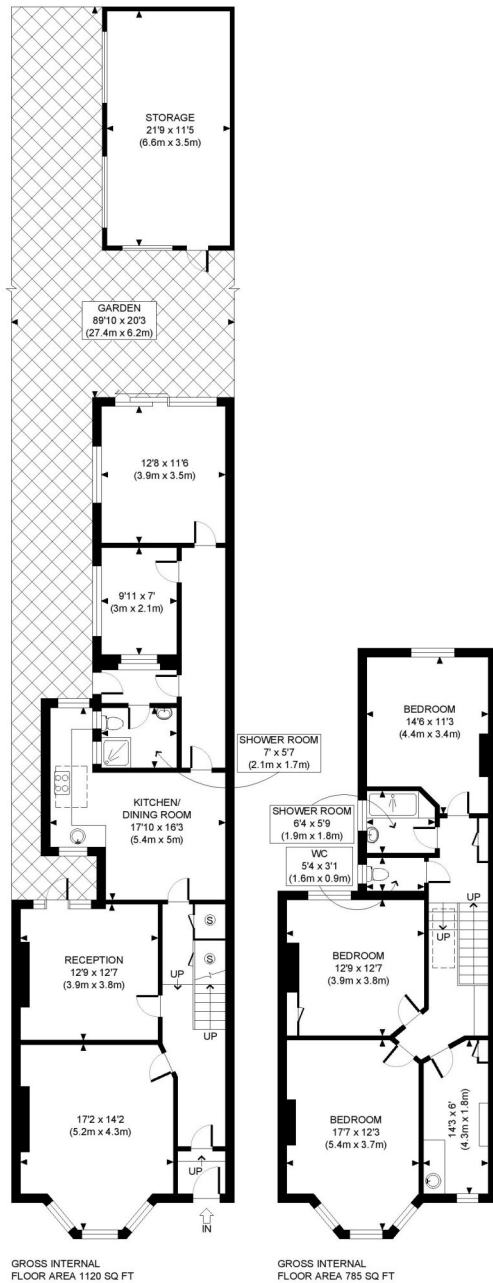 STORAGE
21'9 x 11'5
(6.6m x 3.5m)
GARDEN
89'10 x 20'3
(27.4m x 6.2m)
12'8 x 11'6
(3.9m x 3.5m)
9'11 x 7'
(3m x 2.1m)
SHOWER ROOM
7' x 5'7
(2.1m x 1.7m)
KITCHEN/
DINING ROOM
17'10 x 16'3
(5.4m x 5m)
S
S
RECEPTION
12'9 x 12'7
(3.9m x 3.8m)
UP
UP
17'2 x 14'2
(5.2m x 4.3m)
UP
IN
GROSS INTERNAL
FLOOR AREA 1120 SQ FT
BEDROOM
14'6 x 11'3
(4.4m x 3.4m)
SHOWER ROOM
6'4 x 5'9
(1.9m x 1.8m)
WC
5'4 x 3'1
(1.6m x 0.9m)
UP
UP
BEDROOM
12'9 x 12'7
(3.9m x 3.8m)
BEDROOM
17'7 x 12'3
(5.4m x 3.7m)
14'3 x 6'
(4.3m x 1.8m)
GROSS INTERNAL
FLOOR AREA 785 SQ FT